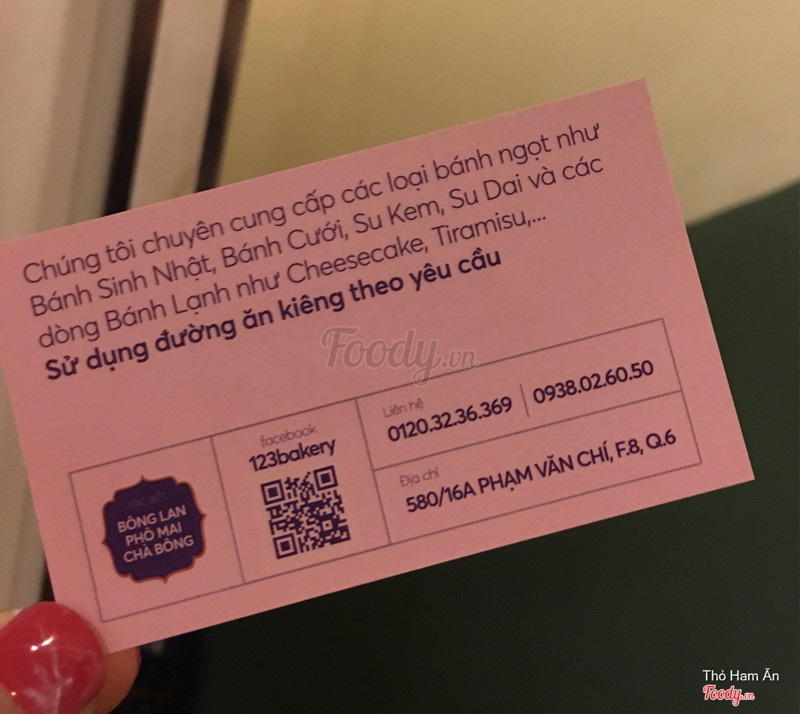 Chúng tôi chuyên cung cấp các loại bánh ngọt như
Bánh Sinh Nhật, Bánh Cưới, Su Kem, Su Dai và các
dòng Bánh Lạnh như Cheesecake, Tiramisu,...
Sử dụng đường ăn kiêng theo yêu cầu
Foody.vn
ĐẶC BIỆT
BÔNG LAN
PHÔ MAI
CHÀ BÔNG
facebook
123bakery
Liên hệ
0120.32.36.369 | 0938.02.60.50
Địa chỉ
580/16A PHẠM VĂN CHÍ, F.8, Q.6
Thỏ Ham Ăn
Foody.vn